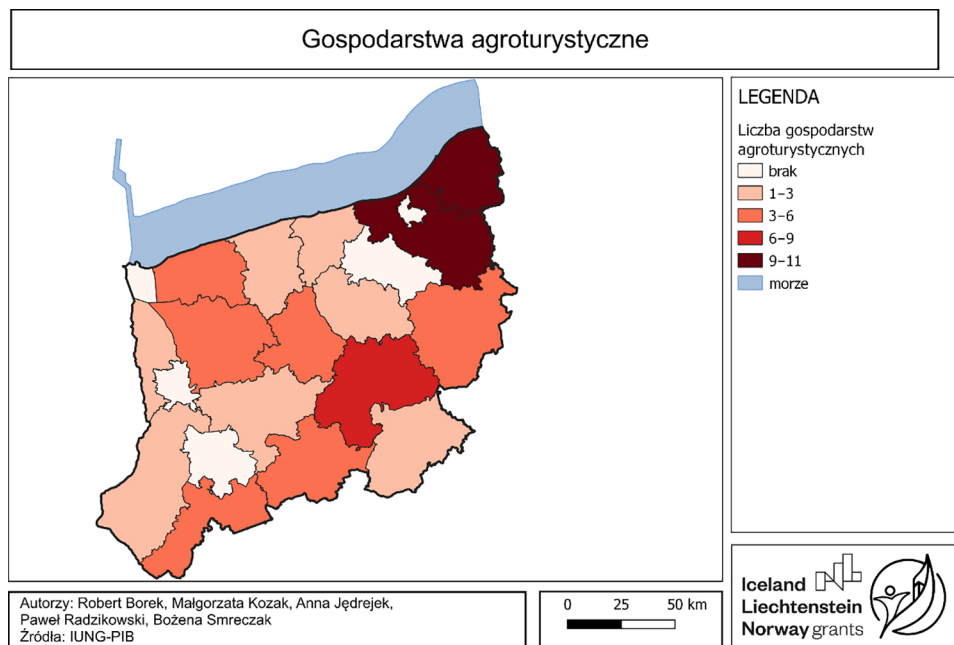 Gospodarstwa agroturystyczne
LEGENDA
Liczba gospodarstw
agroturystycznych
brak
1–3
3–6
6–9
9–11
morze
Autorzy: Robert Borek, Małgorzata Kozak, Anna Jędrejek,
Paweł Radzikowski, Bożena Smreczak
Źródła: IUNG-PIB
0 25 50 km
Iceland
Liechtenstein
Norway grants